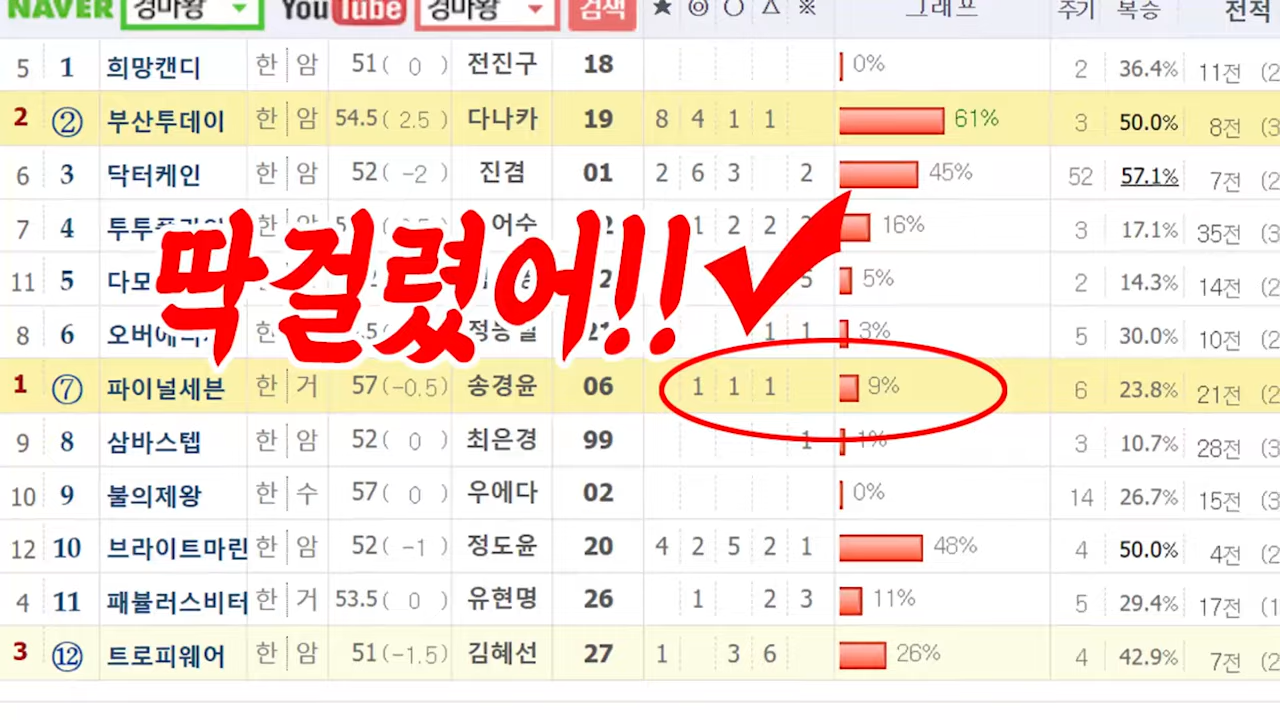 NAVER 경마왕 YouTube 경마왕 검색 ★ ◎ ○ △ ※ 그래프 주기 복승 전적
5 1 희망캔디 한 암 51( 0 ) 전진구 18 0% 2 36.4% 11전 (2
2 ② 부산투데이 한 암 54.5( 2.5 ) 다나카 19 8 4 1 1 61% 3 50.0% 8전 (3
6 3 닥터케인 한 암 52( -2 ) 진겸 01 2 6 3 2 45% 52 57.1% 7전 (2
7 4 한 어수 1 2 2 16% 3 17.1% 35전 (3
딱걸렸어!!
11 5 다모 5 5% 2 14.3% 14전 (2
8 6 오버 한 1 1 3% 5 30.0% 10전 (2
1 ⑦ 파이널세븐 한 거 57(-0.5) 송경윤 06 1 1 1 9% 6 23.8% 21전 (2
9 8 삼바스텝 한 암 52( 0 ) 최은경 99 1 1% 3 10.7% 28전 (3
10 9 불의제왕 한 수 57( 0 ) 우에다 02 0% 14 26.7% 15전 (3
12 10 브라이트마린 한 암 52( -1 ) 정도윤 20 4 2 5 2 1 48% 4 50.0% 4전 (2
4 11 패뷸러스비터 한 거 53.5( 0 ) 유현명 26 1 2 3 11% 5 29.4% 17전 (1
3 ⑫ 트로피웨어 한 암 51(-1.5) 김혜선 27 1 3 6 26% 4 42.9% 7전 (2